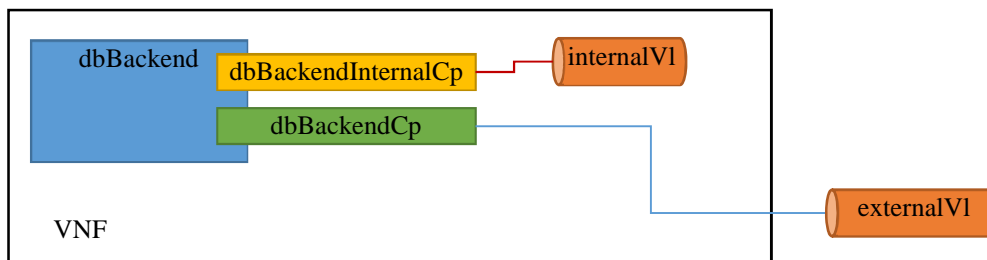 dbBackend
dbBackendInternalCp
internalVl
dbBackendCp
externalVl
VNF